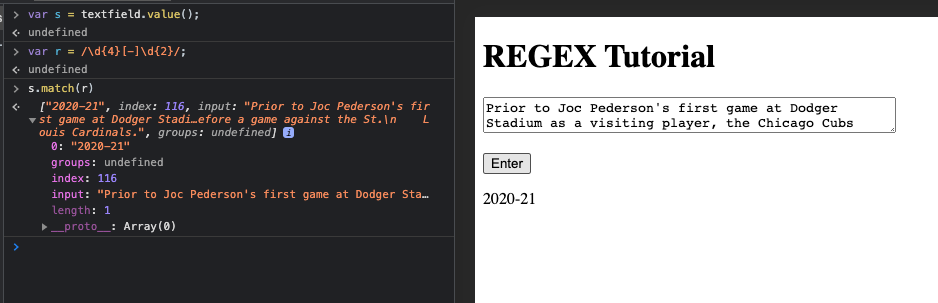 > var s = textfield.value();
undefined
> var r = /\d{4}[-]\d{2}/;
undefined
> s.match(r)
["2020-21", index: 116, input: "Prior to Joc Pederson's fir
st game at Dodger Stadi…efore a game against the St.\n    L
ouis Cardinals.", groups: undefined] i
0: "2020-21"
groups: undefined
index: 116
input: "Prior to Joc Pederson's first game at Dodger Sta…
length: 1
__proto__: Array(0)
>
REGEX Tutorial
Prior to Joc Pederson's first game at Dodger
Stadium as a visiting player, the Chicago Cubs
Enter
2020-21